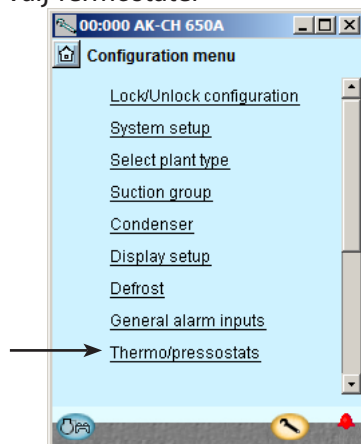 00:000 AK-CH 650A
Configuration menu
Lock/Unlock configuration
System setup
Select plant type
Suction group
Condenser
Display setup
Defrost
General alarm inputs
Thermo/pressostats